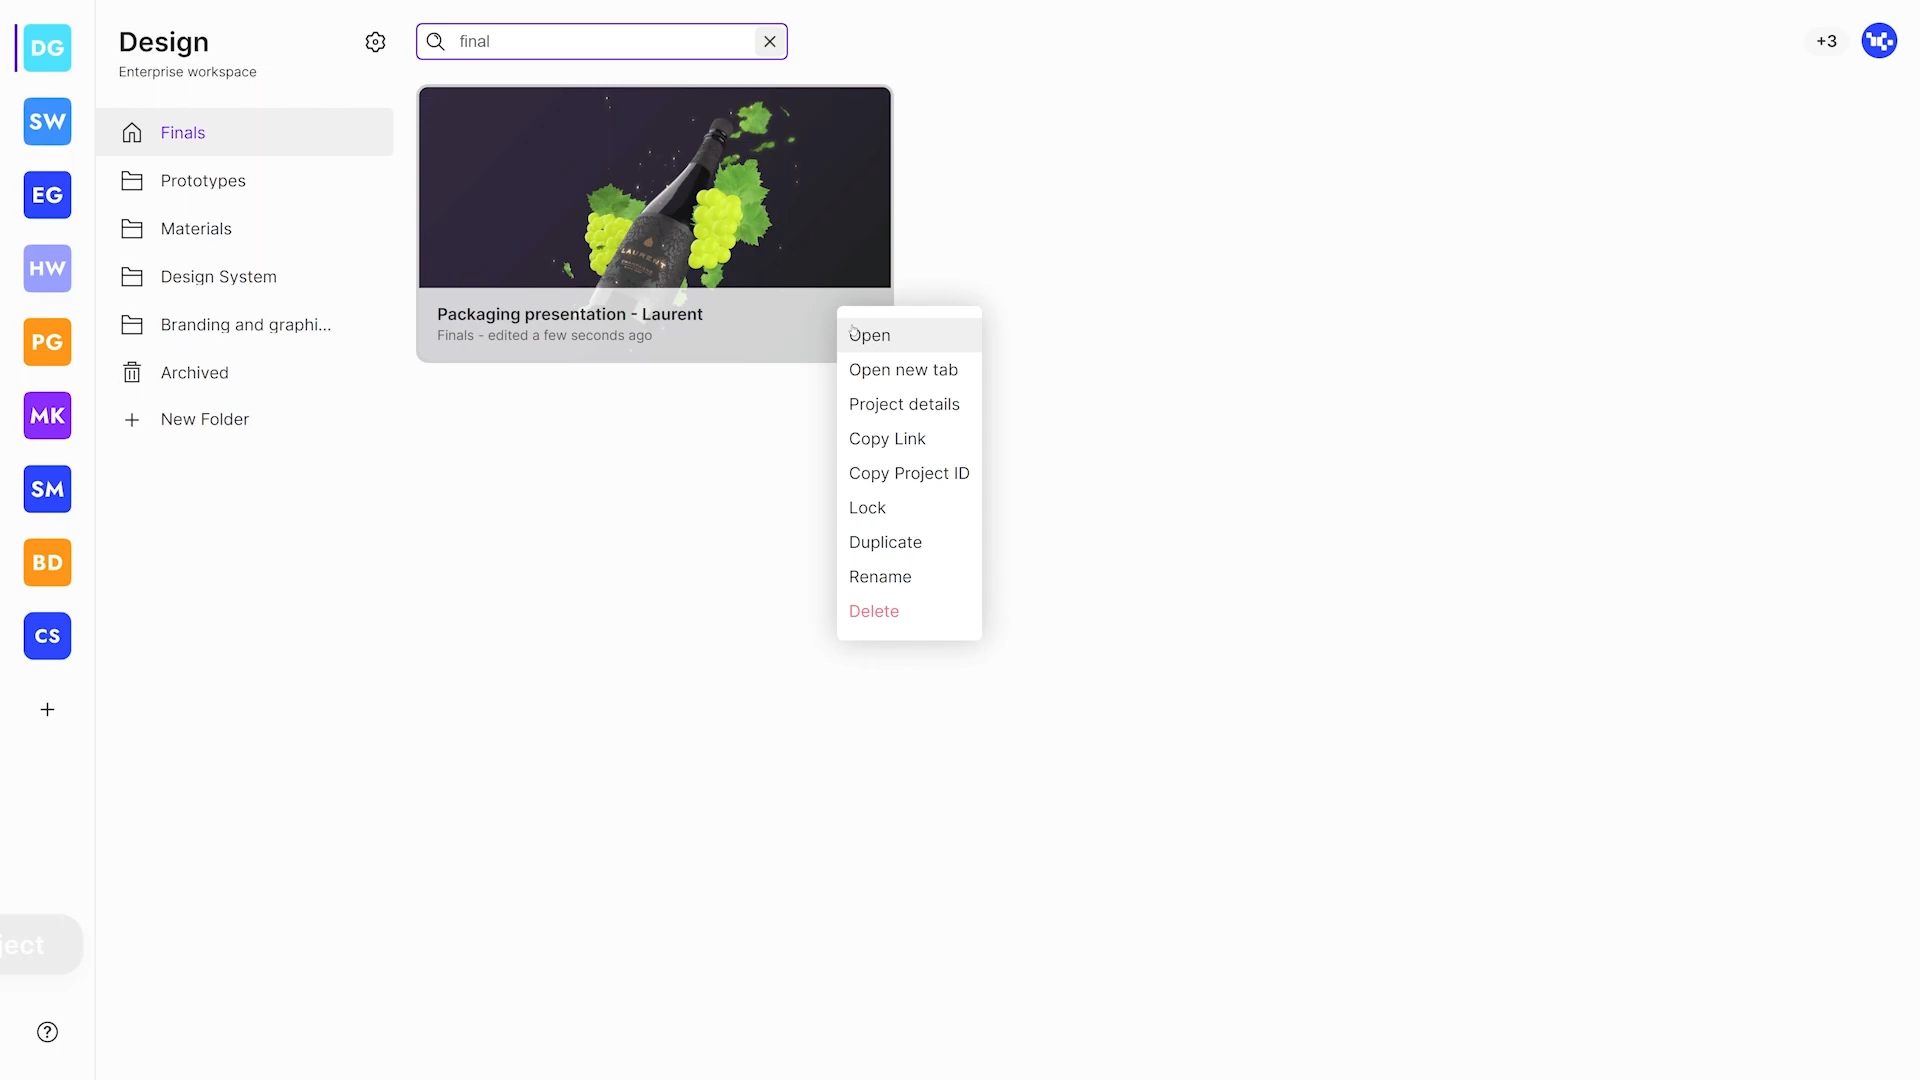 DG
SW
EG
HW
PG
MK
SM
BD
CS
ject
Design
Enterprise workspace
Finals
Prototypes
Materials
Design System
Branding and graphi...
Archived
New Folder
final
+3
LAURENT
Packaging presentation - Laurent
Finals - edited a few seconds ago
Open
Open new tab
Project details
Copy Link
Copy Project ID
Lock
Duplicate
Rename
Delete